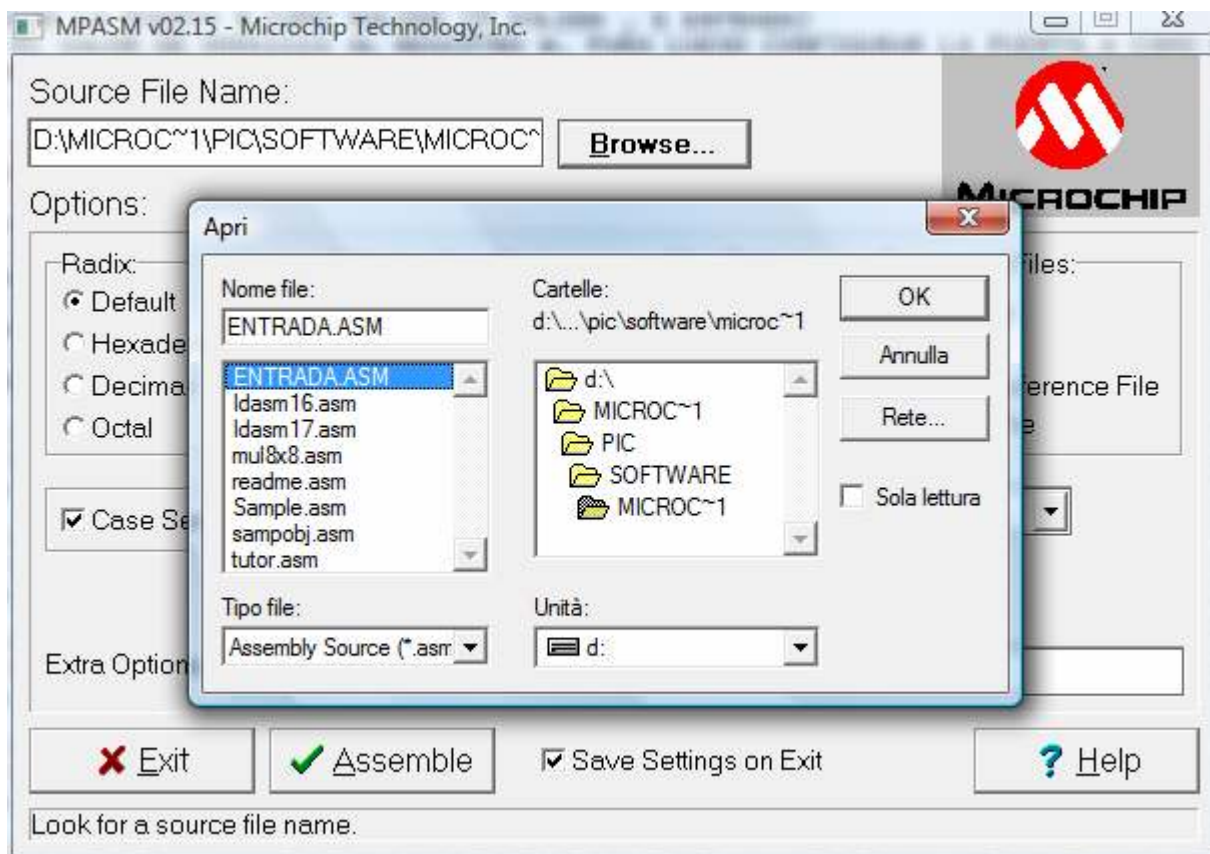 MPASM v02.15 - Microchip Technology, Inc.
Source File Name:
D:\MICROC~1\PIC\SOFTWARE\MICROC~
Browse...
MICROCHIP
Options:
Radix:
Default
Hexade
Decima
Octal
iles:
erence File
Case Se
Extra Option
Apri
Nome file:
ENTRADA.ASM
ENTRADA.ASM
ldasm16.asm
ldasm17.asm
mul8x8.asm
readme.asm
Sample.asm
sampobj.asm
tutor.asm
Tipo file:
Assembly Source (*.asm
Cartelle:
d:\...\pic\software\microc~1
d:\
MICROC~1
PIC
SOFTWARE
MICROC~1
Unità:
d:
OK
Annulla
Rete...
Sola lettura
Exit
Assemble
Save Settings on Exit
Help
Look for a source file name.